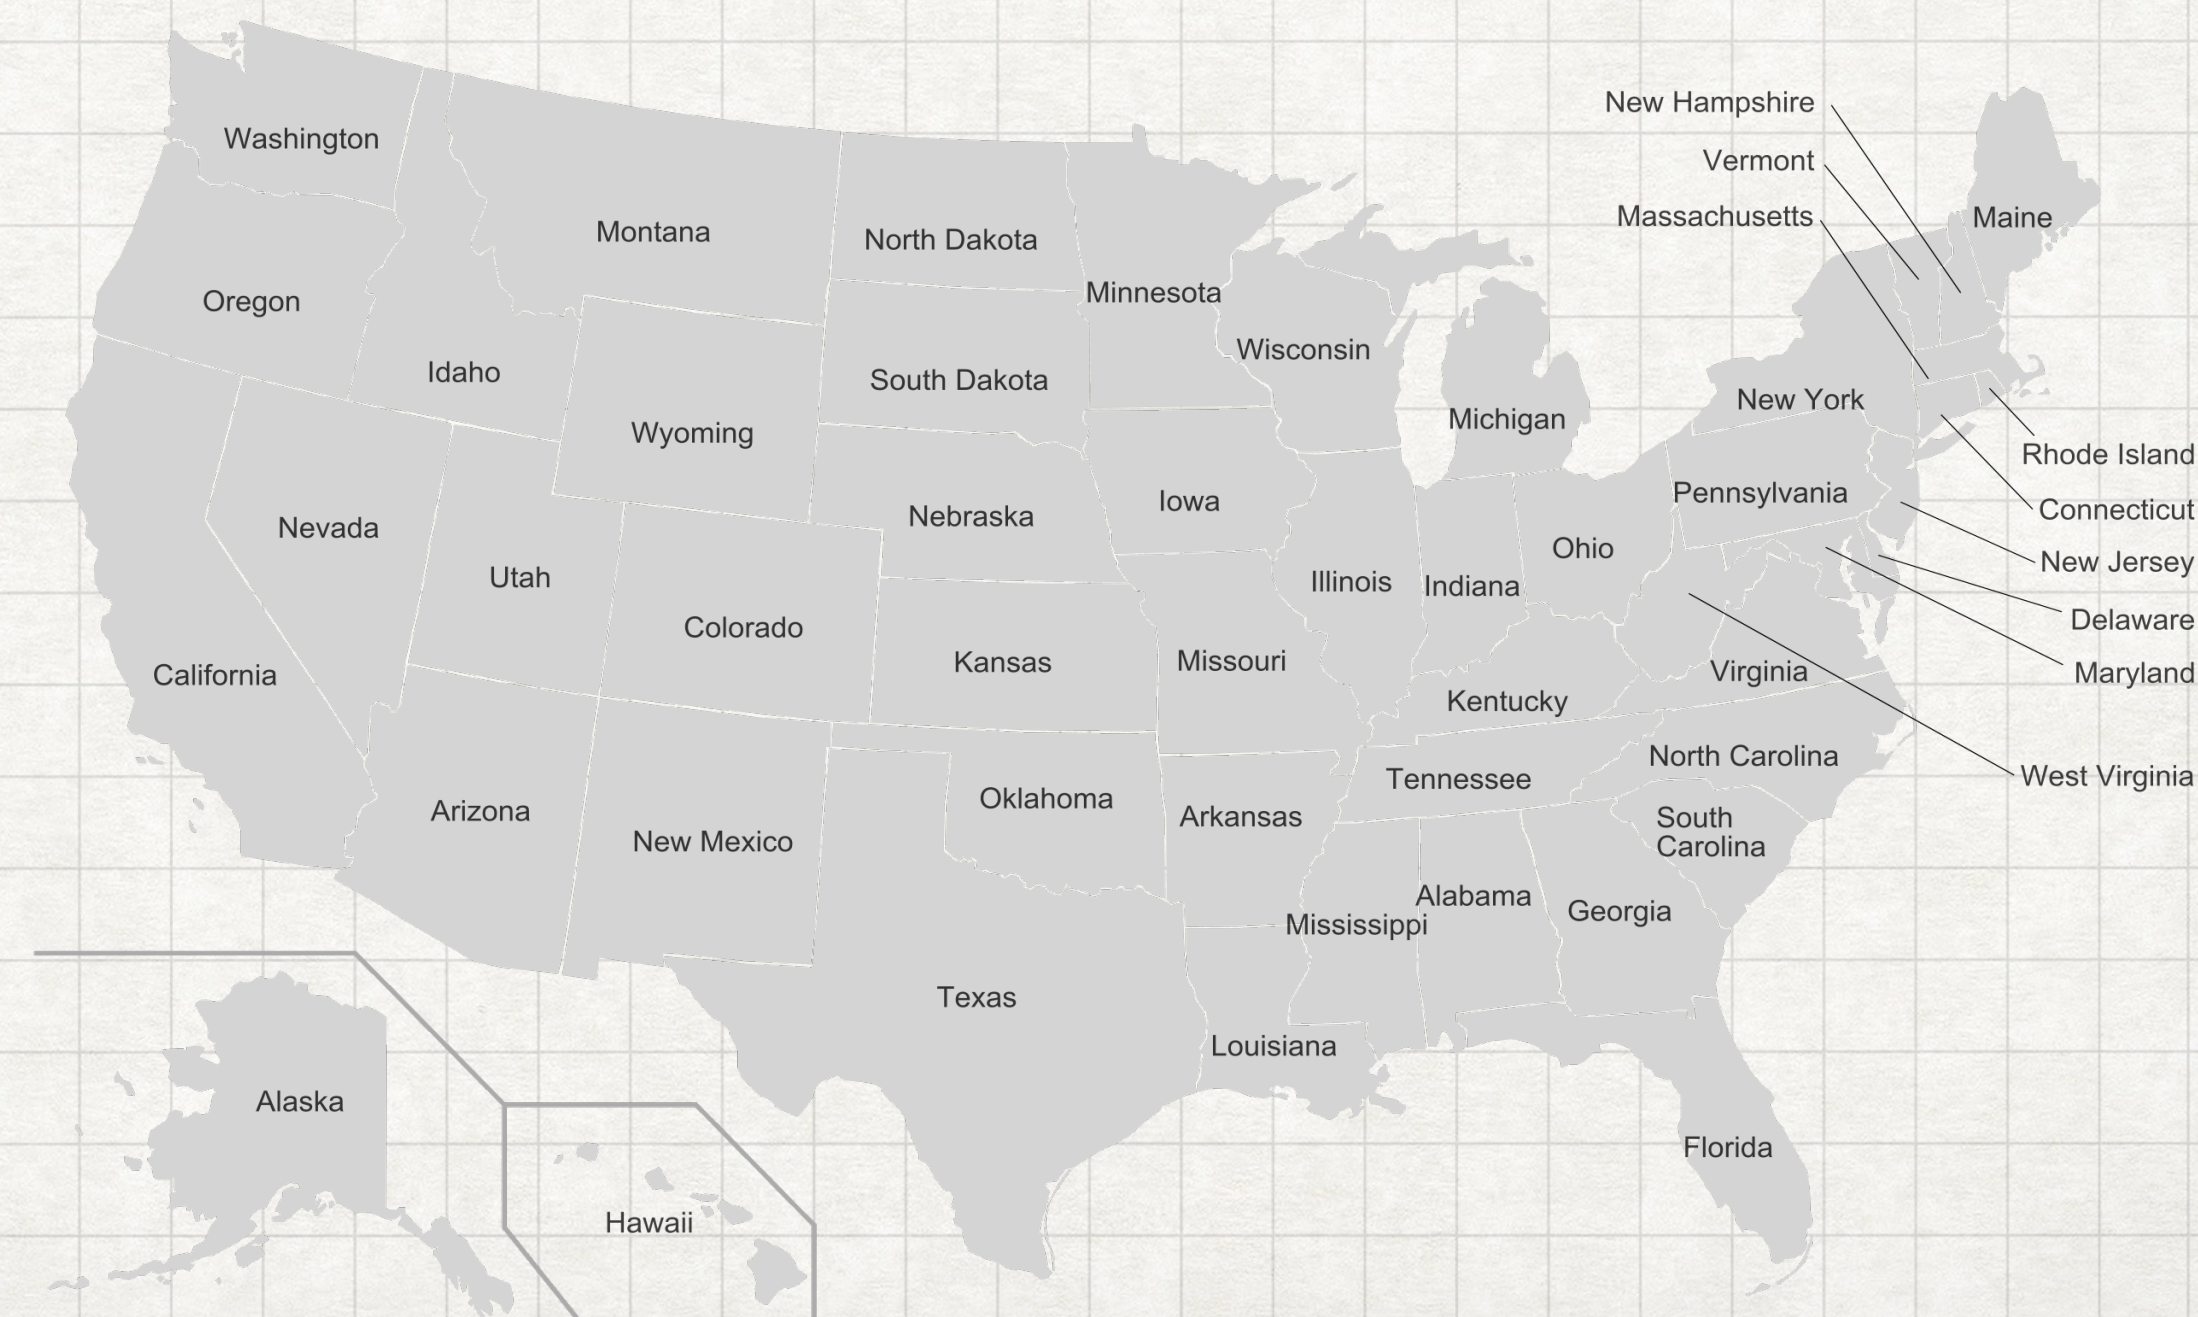 New Hampshire
Washington
Vermont
Massachusetts
Maine
Montana
North Dakota
Minnesota
Oregon
Wisconsin
Idaho
South Dakota
New York
Michigan
Wyoming
Rhode Island
Pennsylvania
Iowa
Connecticut
Nebraska
Nevada
Ohio
New Jersey
Utah
Illinois
Indiana
Delaware
Colorado
Kansas
Missouri
Virginia
Maryland
California
Kentucky
North Carolina
West Virginia
Tennessee
Oklahoma
Arizona
Arkansas
South
Carolina
New Mexico
Alabama
Georgia
Mississippi
Texas
Louisiana
Alaska
Florida
Hawaii